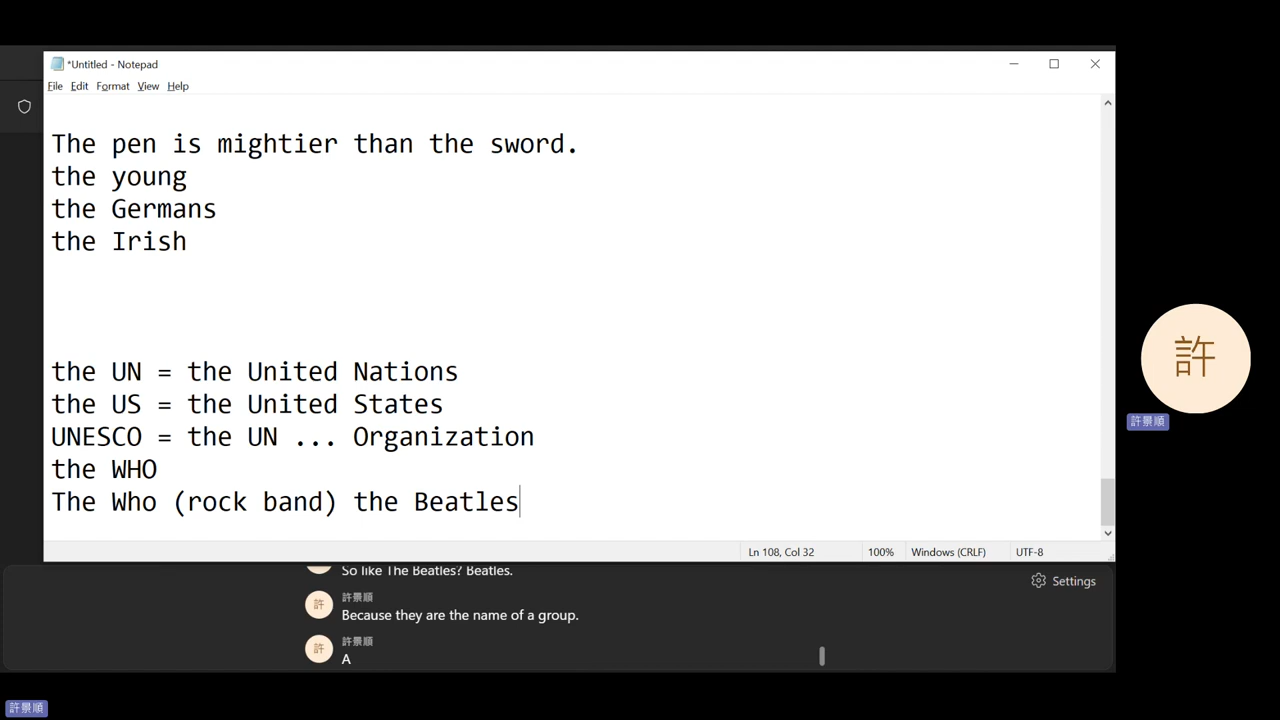 *Untitled - Notepad
File Edit Format View Help
The pen is mightier than the sword.
the young
the Germans
the Irish
the UN = the United Nations
the US = the United States
UNESCO = the UN ... Organization
the WHO
The Who (rock band) the Beatles
Ln 108, Col 32 100% Windows (CRLF) UTF-8
So like The Beatles? Beatles.
Settings
許 許景順
Because they are the name of a group.
許 許景順
A
許
許景順
許景順